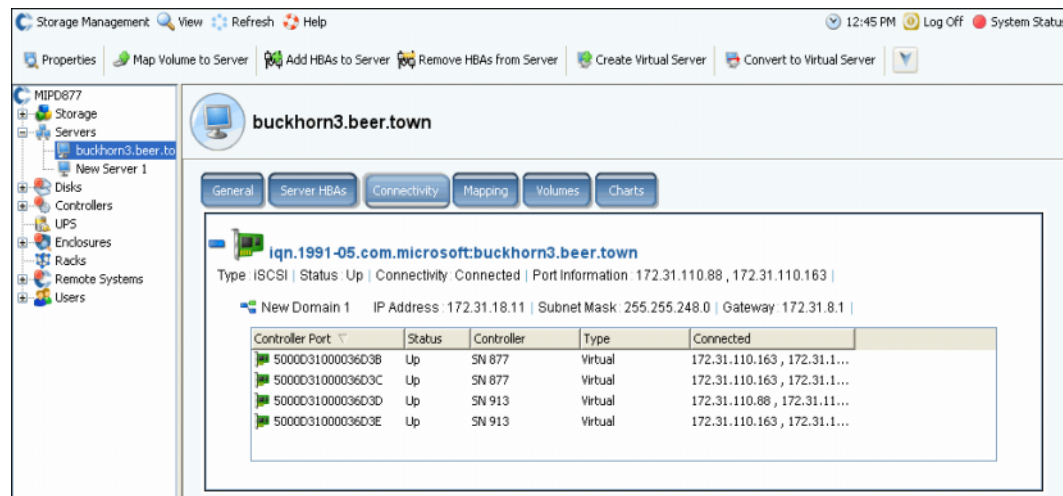 Storage Management View Refresh Help 12:45 PM Log Off System Status
Properties Map Volume to Server Add HBAs to Server Remove HBAs from Server Create Virtual Server Convert to Virtual Server
MIPD877
Storage
Servers
buckhorn3.beer.to
New Server 1
Disks
Controllers
UPS
Enclosures
Racks
Remote Systems
Users
buckhorn3.beer.town
General Server HBAs Connectivity Mapping Volumes Charts
iqn.1991-05.com.microsoft:buckhorn3.beer.town
Type : iSCSI | Status : Up | Connectivity : Connected | Port Information : 172.31.110.88 , 172.31.110.163 |
New Domain 1 IP Address : 172.31.18.11 | Subnet Mask : 255.255.248.0 | Gateway : 172.31.8.1 |
Controller Port Status Controller Type Connected
5000D31000036D3B Up SN 877 Virtual 172.31.110.163 , 172.31.1...
5000D31000036D3C Up SN 877 Virtual 172.31.110.163 , 172.31.1...
5000D31000036D3D Up SN 913 Virtual 172.31.110.88 , 172.31.11...
5000D31000036D3E Up SN 913 Virtual 172.31.110.163 , 172.31.1...